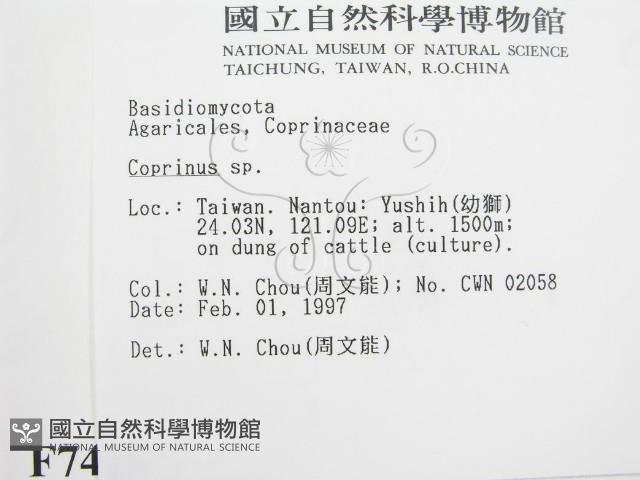 國立自然科學博物館
NATIONAL MUSEUM OF NATURAL SCIENCE
TAICHUNG, TAIWAN, R.O.CHINA
Basidiomycota
Agaricales, Coprinaceae
Coprinus sp.
Loc.: Taiwan. Nantou: Yushih(幼獅)
24.03N, 121.09E; alt. 1500m;
on dung of cattle (culture).
Col.: W.N. Chou(周文能); No. CWN 02058
Date: Feb. 01, 1997
Det.: W.N. Chou(周文能)
國立自然科學博物館
NATIONAL MUSEUM OF NATURAL SCIENCE
F74